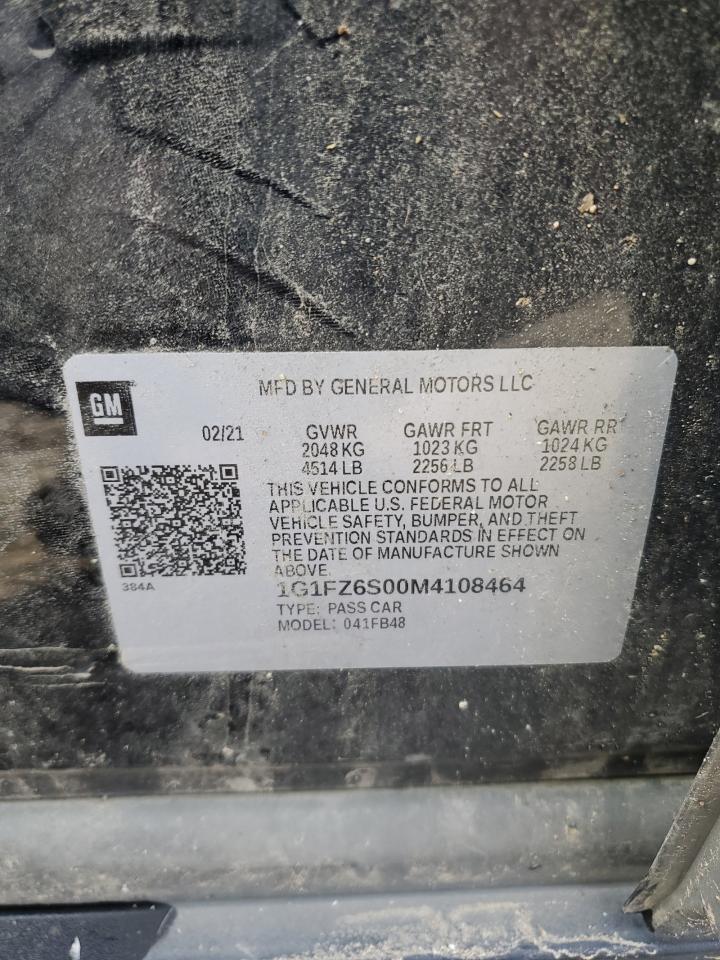 MFD BY GENERAL MOTORS LLC
GM
02/21 GVWR GAWR FRT GAWR RR
2048 KG 1023 KG 1024 KG
4514 LB 2256 LB 2258 LB
THIS VEHICLE CONFORMS TO ALL
APPLICABLE U.S. FEDERAL MOTOR
VEHICLE SAFETY, BUMPER, AND THEFT
PREVENTION STANDARDS IN EFFECT ON
THE DATE OF MANUFACTURE SHOWN
ABOVE.
384A
1G1FZ6S00M4108464
TYPE: PASS CAR
MODEL: 041FB48